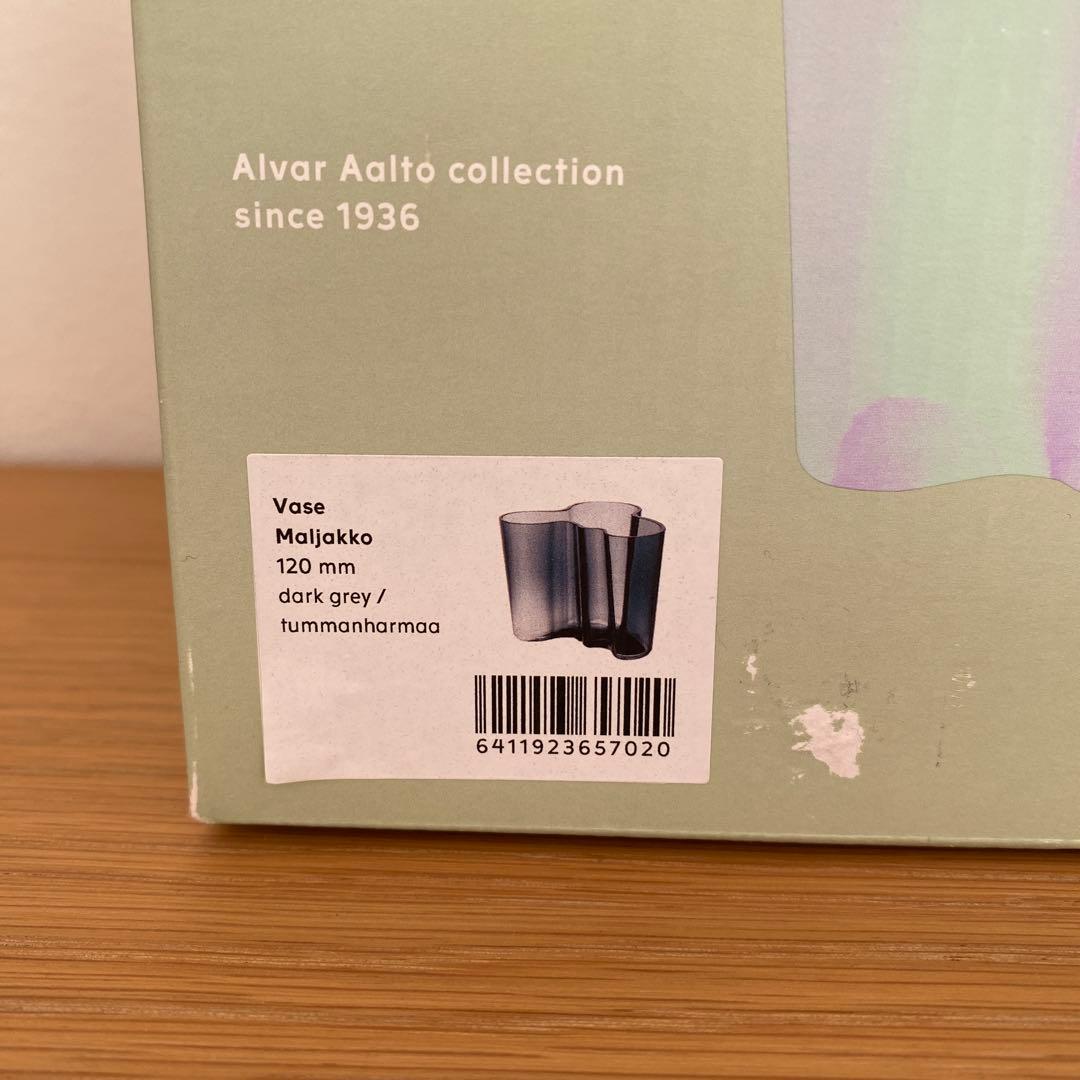 Alvar Aalto collection
since 1936
Vase
Maljakko
120 mm
dark grey /
tummanharmaa
6411923657020